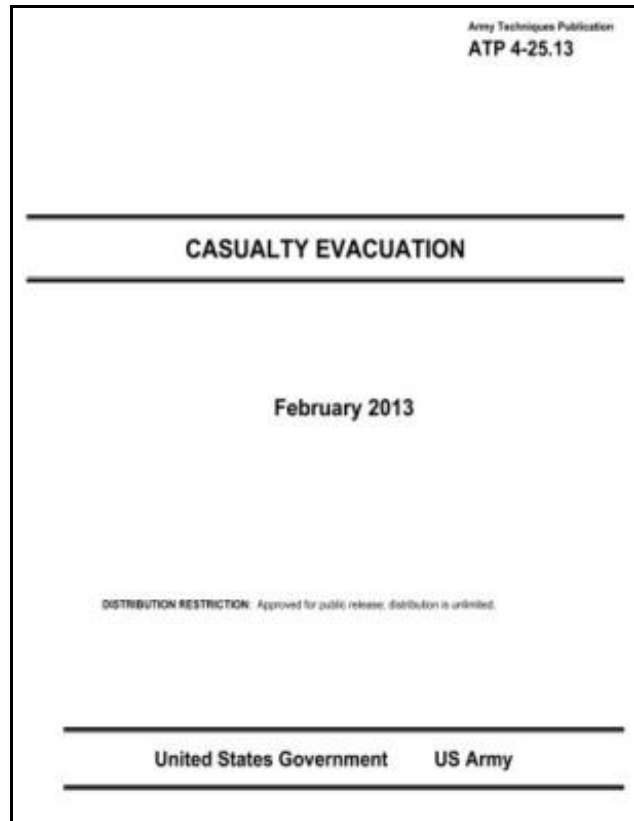 Army Techniques Publication
ATP 4-25.13
CASUALTY EVACUATION
February 2013
DISTRIBUTION RESTRICTION: Approved for public release; distribution is unlimited.
United States Government US Army